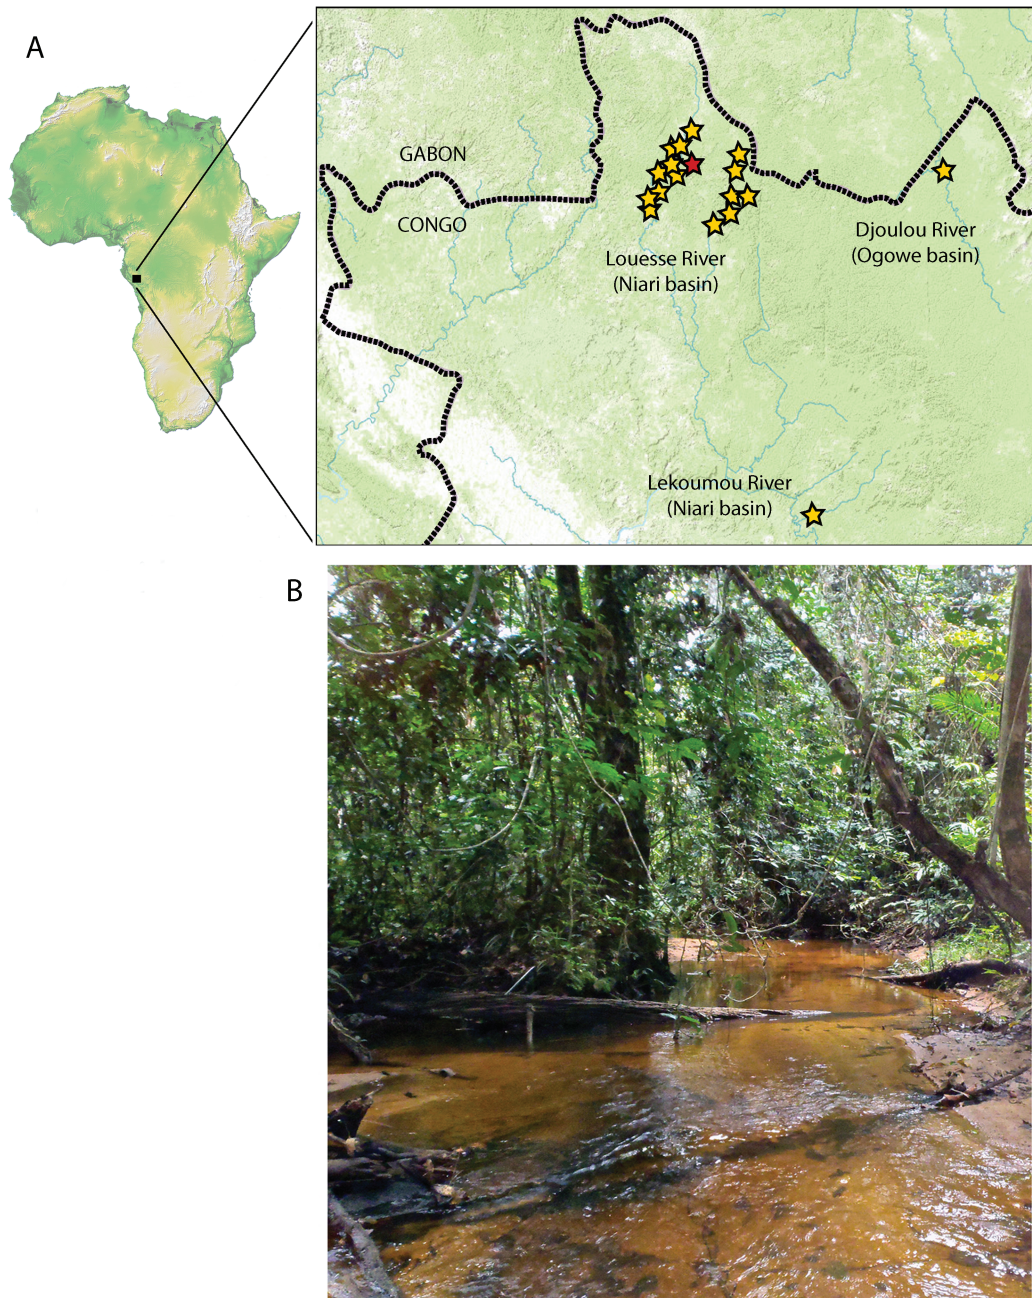 A
GABON
CONGO
Louesse River
(Niari basin)
Djoulou River
(Ogowe basin)
Lekoumou River
(Niari basin)
B